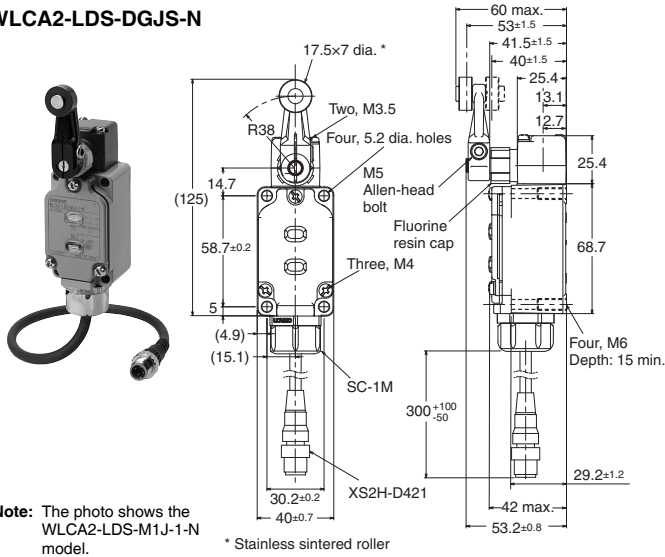 WLCA2-LDS-DGJS-N
60 max.
53±1.5
41.5±1.5
40±1.5
25.4
13.1
12.7
17.5×7 dia. *
Two, M3.5
R38
Four, 5.2 dia. holes
M5
Allen-head
bolt
25.4
14.7
(125)
Fluorine
resin cap
58.7±0.2
68.7
Three, M4
5
(4.9)
(15.1)
SC-1M
Four, M6
Depth: 15 min.
300 +100
-50
XS2H-D421
29.2±1.2
30.2±0.2
40±0.7
42 max.
53.2±0.8
Note: The photo shows the
WLCA2-LDS-M1J-1-N
model.
* Stainless sintered roller